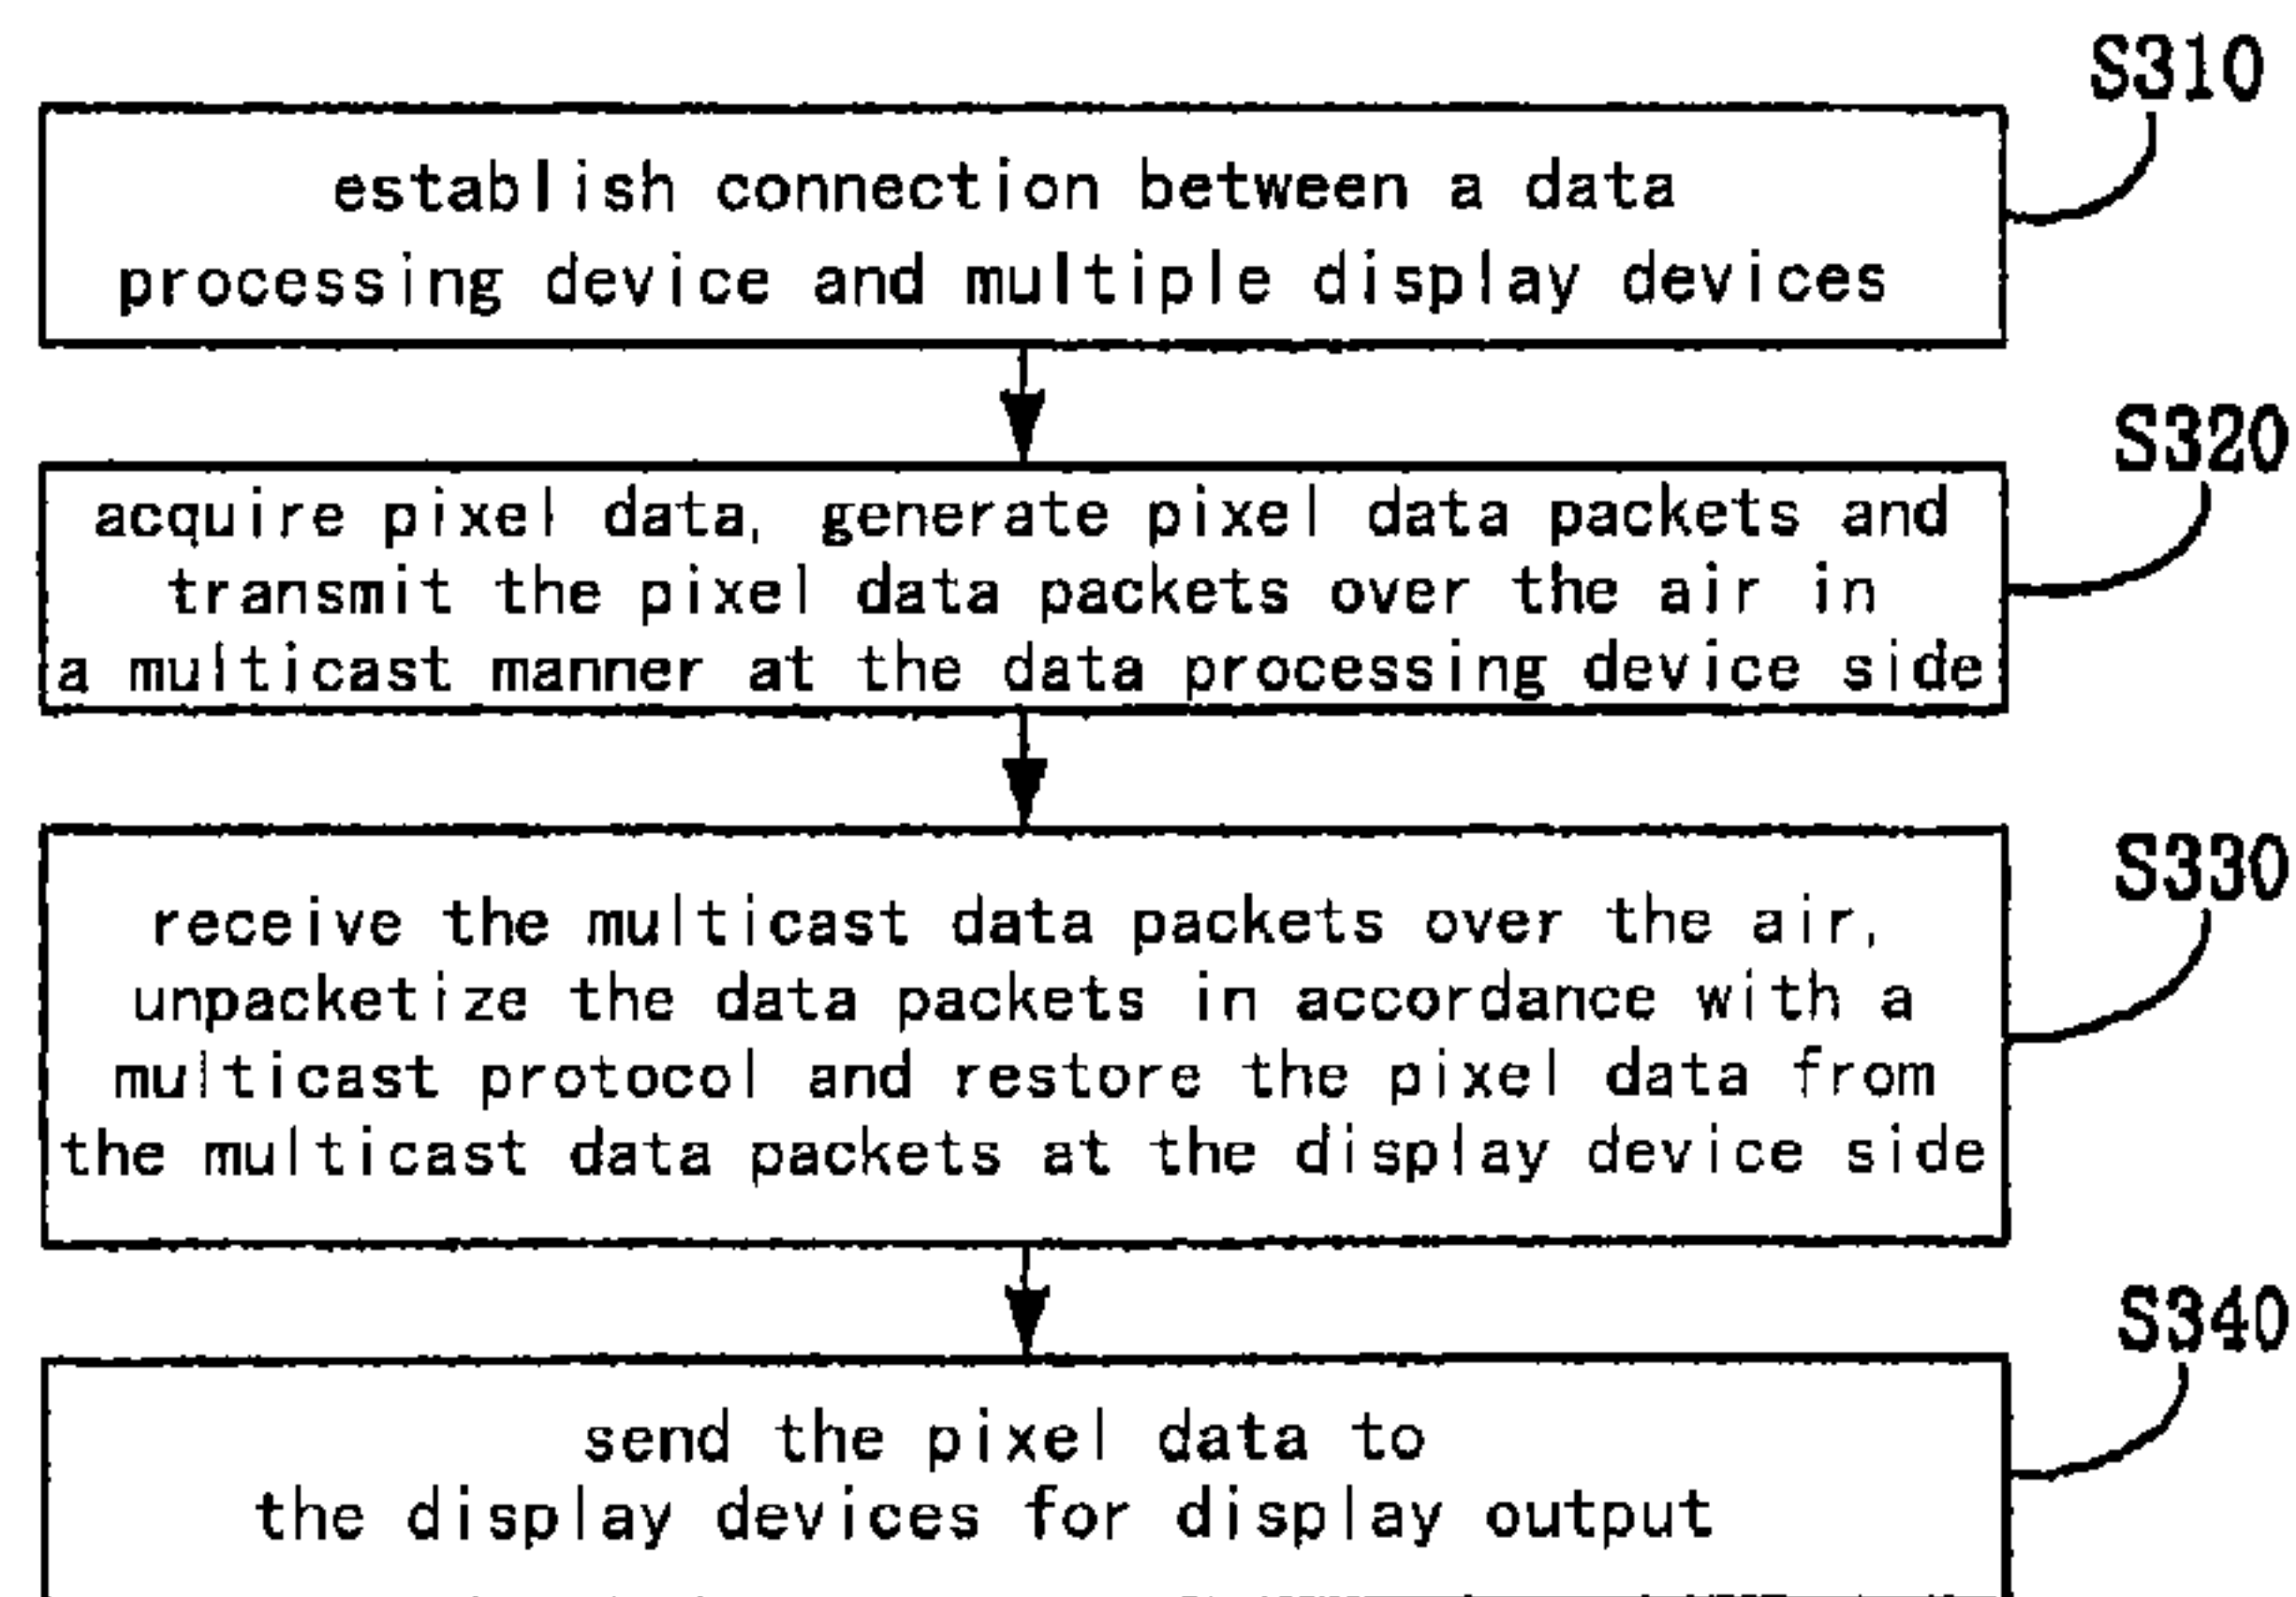 S310
establish connection between a data
processing device and multiple display devices
S320
acquire pixel data, generate pixel data packets and
transmit the pixel data packets over the air in
a multicast manner at the data processing device side
S330
receive the multicast data packets over the air,
unpacketize the data packets in accordance with a
multicast protocol and restore the pixel data from
the multicast data packets at the display device side
S340
send the pixel data to
the display devices for display output